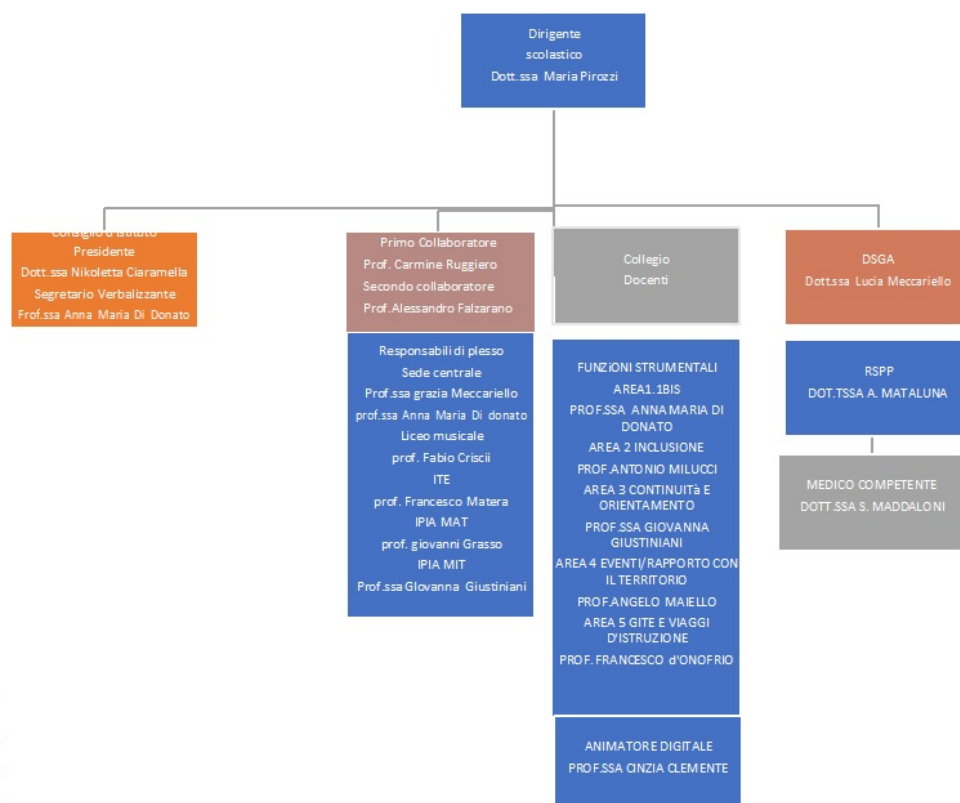 Dirigente
scolastico
Dott.ssa Maria Pirozzi
Consiglio d'Istituto
Presidente
Dott.ssa Nikoletta Ciaramella
Segretario Verbalizzante
Prof.ssa Anna Maria Di Donato
Primo Collaboratore
Prof. Carmine Ruggiero
Secondo collaboratore
Prof.Alessandro Falzarano
Responsabili di plesso
Sede centrale
Prof.ssa grazia Meccariello
prof.ssa Anna Maria Di donato
Liceo musicale
prof. Fabio Criscii
ITE
prof. Francesco Matera
IPIA MAT
prof. giovanni Grasso
IPIA MIT
Prof.ssa GIovanna Giustiniani
Collegio
Docenti
FUNZiONI STRUMENTALI
AREA1.1BIS
PROF.SSA ANNA MARIA DI
DONATO
AREA 2 INCLUSIONE
PROF.ANTONIO MILUCCI
AREA 3 CONTINUITà E
ORIENTAMENTO
PROF.SSA GIOVANNA
GIUSTINIANI
AREA 4 EVENTI/RAPPORTO CON
IL TERRITORIO
PROF.ANGELO MAIELLO
AREA 5 GITE E VIAGGI
D'ISTRUZIONE
PROF. FRANCESCO d'ONOFRIO
ANIMATORE DIGITALE
PROF.SSA CINZIA CLEMENTE
DSGA
Dott.ssa Lucia Meccariello
RSPP
DOT.TSSA A. MATALUNA
MEDICO COMPETENTE
DOTT.SSA S. MADDALONI